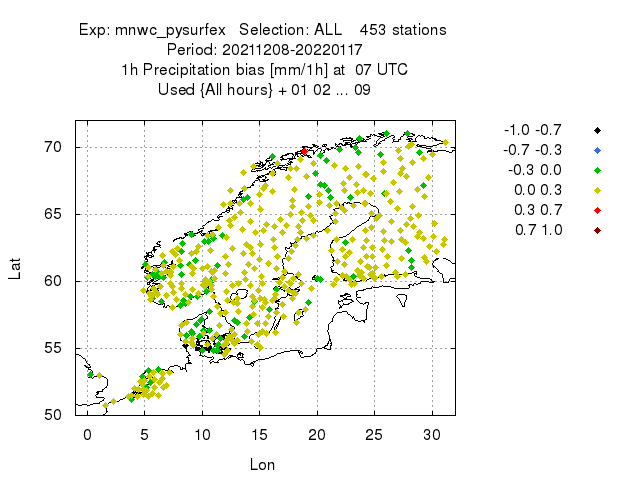 Exp: mnwc_pysurfex   Selection: ALL    453 stations
Period: 20211208-20220117
1h Precipitation bias [mm/1h] at  07 UTC
Used {All hours} + 01 02 ... 09
-1.0 -0.7
-0.7 -0.3
-0.3 0.0
0.0 0.3
0.3 0.7
0.7 1.0
70
65
60
55
50
Lat
0 5 10 15 20 25 30
Lon